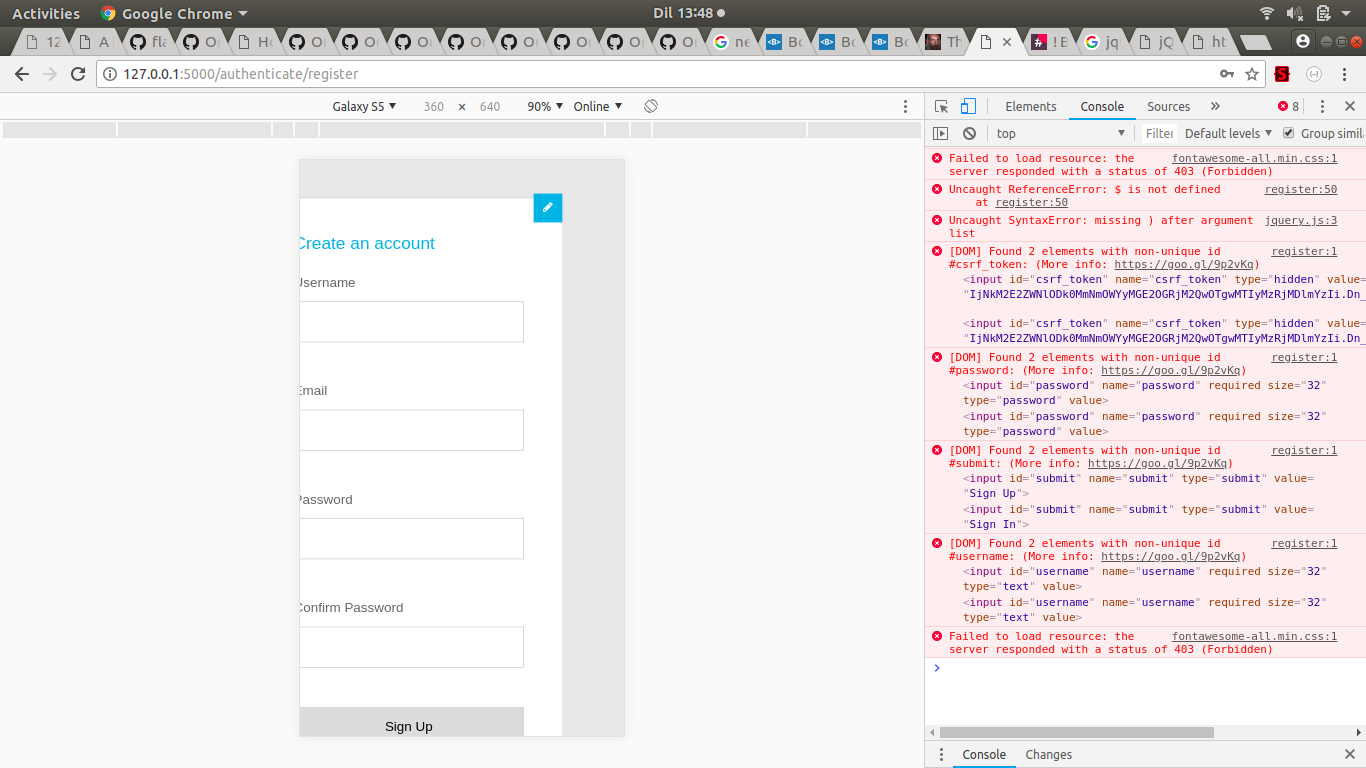 Activities Google Chrome Dil 13:48
12 A fla O Ho O O O O O O O O ne Bo Bo Bo Th ! B jq jQ ht
127.0.0.1:5000/authenticate/register
Galaxy S5 360 × 640 90% Online
Elements Console Sources » 8
top Filter Default levels Group simil
Failed to load resource: the fontawesome-all.min.css:1
server responded with a status of 403 (Forbidden)
Uncaught ReferenceError: $ is not defined register:50
at register:50
Uncaught SyntaxError: missing ) after argument jquery.js:3
list
[DOM] Found 2 elements with non-unique id register:1
#csrf_token: (More info: https://goo.gl/9p2vKq)
<input id="csrf_token" name="csrf_token" type="hidden" value=
"IjNkM2E2ZWNlODk0MmNmOWYyMGE2OGRjM2QwOTgwMTIyMzRjMDlmYzIi.Dn_
<input id="csrf_token" name="csrf_token" type="hidden" value=
"IjNkM2E2ZWNlODk0MmNmOWYyMGE2OGRjM2QwOTgwMTIyMzRjMDlmYzIi.Dn_
[DOM] Found 2 elements with non-unique id register:1
#password: (More info: https://goo.gl/9p2vKq)
<input id="password" name="password" required size="32"
type="password" value>
<input id="password" name="password" required size="32"
type="password" value>
[DOM] Found 2 elements with non-unique id register:1
#submit: (More info: https://goo.gl/9p2vKq)
<input id="submit" name="submit" type="submit" value=
"Sign Up">
<input id="submit" name="submit" type="submit" value=
"Sign In">
[DOM] Found 2 elements with non-unique id register:1
#username: (More info: https://goo.gl/9p2vKq)
<input id="username" name="username" required size="32"
type="text" value>
<input id="username" name="username" required size="32"
type="text" value>
Failed to load resource: the fontawesome-all.min.css:1
server responded with a status of 403 (Forbidden)
Console Changes
Create an account
Username
Email
Password
Confirm Password
Sign Up